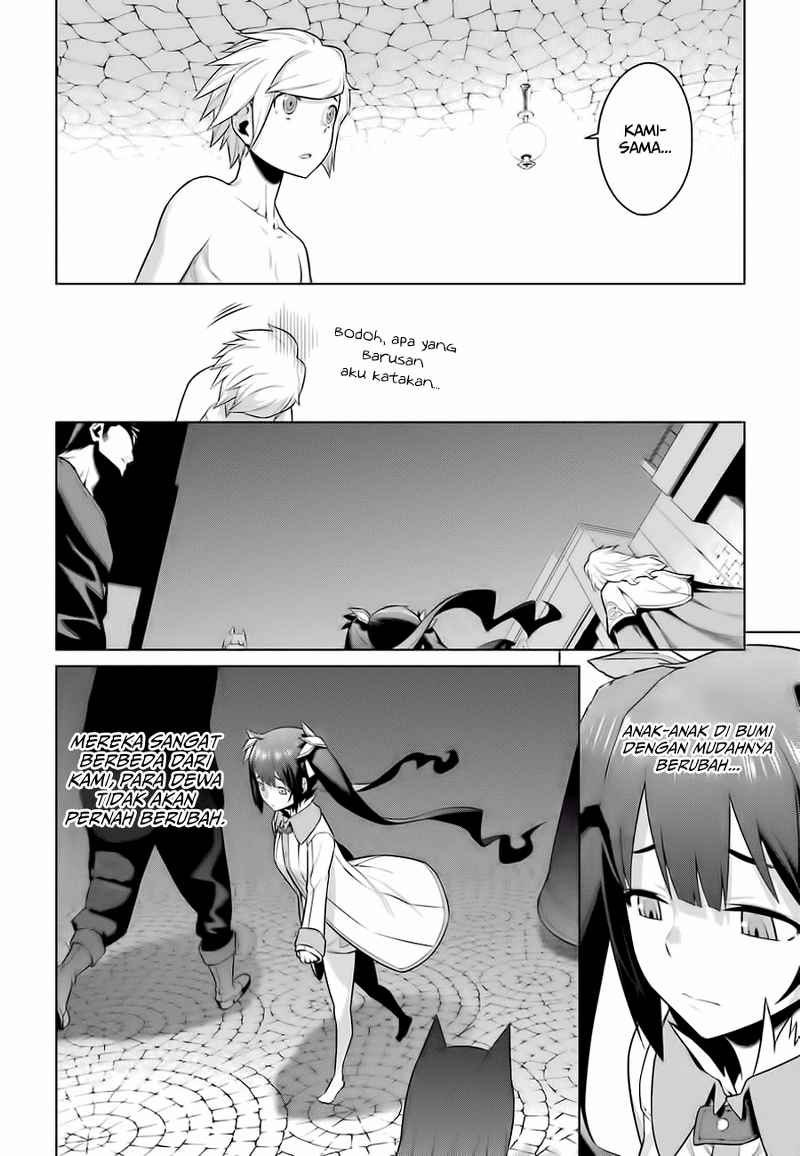 KAMI-
SAMA...
Bodoh, apa yang
Barusan
aku katakan...
ANAK-ANAK DI BUMI
DENGAN MUDAHNYA
BERUBAH...
MEREKA SANGAT
BERBEDA DARI
KAMI, PARA DEWA
TIDAK AKAN
PERNAH BERUBAH.